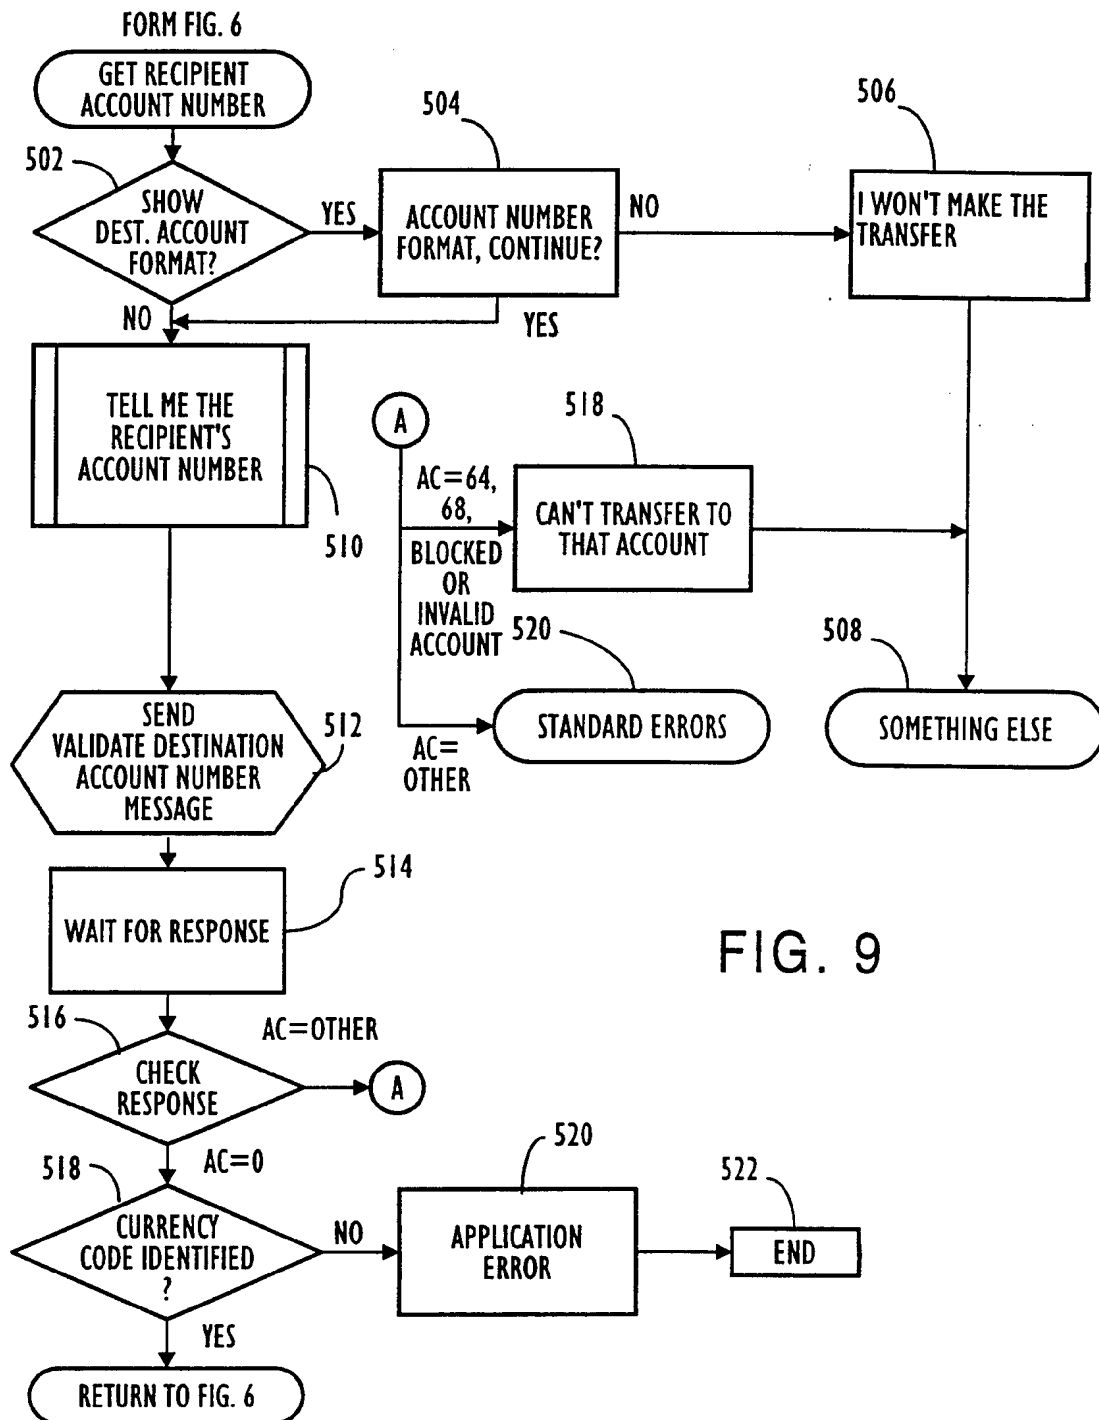 FORM FIG. 6
GET RECIPIENT
ACCOUNT NUMBER
502
SHOW
DEST. ACCOUNT
FORMAT?
YES
504
ACCOUNT NUMBER
FORMAT, CONTINUE?
NO
506
I WON'T MAKE THE
TRANSFER
NO
YES
TELL ME THE
RECIPIENT'S
ACCOUNT NUMBER
510
A
AC=64,
68,
BLOCKED
OR
INVALID
ACCOUNT
518
CAN'T TRANSFER TO
THAT ACCOUNT
520
STANDARD ERRORS
AC=
OTHER
508
SOMETHING ELSE
SEND
VALIDATE DESTINATION
ACCOUNT NUMBER
MESSAGE
512
WAIT FOR RESPONSE
514
FIG. 9
516
CHECK
RESPONSE
AC=OTHER
A
AC=0
518
CURRENCY
CODE IDENTIFIED
?
NO
520
APPLICATION
ERROR
522
END
YES
RETURN TO FIG. 6